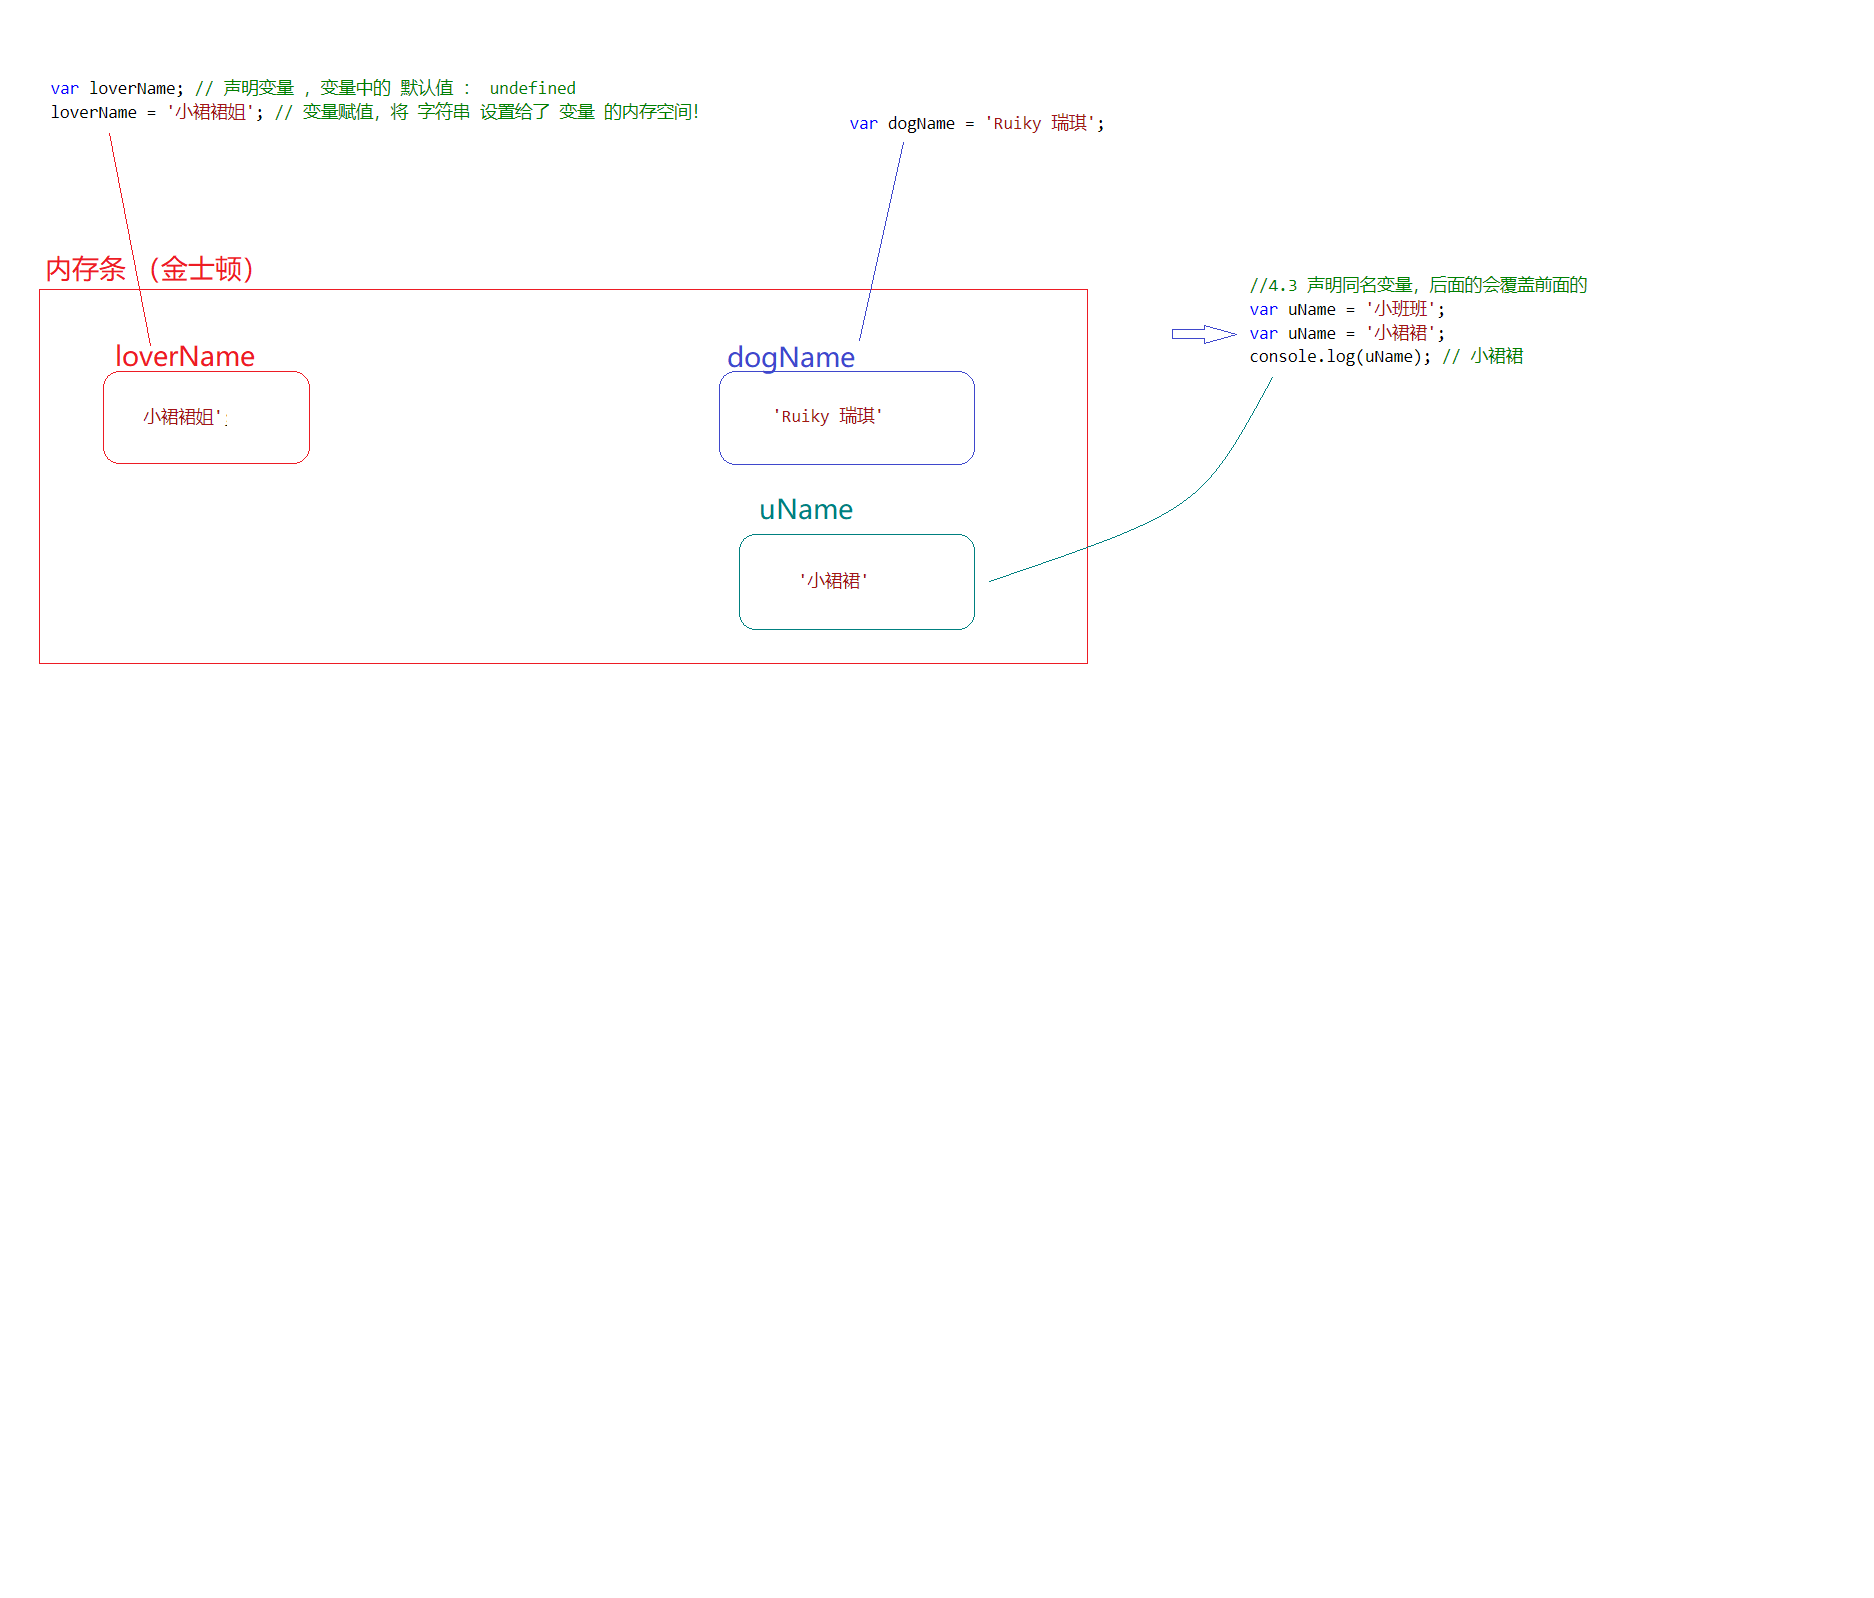 var loverName; // 声明变量 ，变量中的 默认值 ： undefined
loverName = '小裙裙姐'; // 变量赋值，将 字符串 设置给了 变量 的内存空间！
var dogName = 'Ruiky 瑞琪';
内存条 （金士顿）
loverName
小裙裙姐';
dogName
'Ruiky 瑞琪'
uName
'小裙裙'
//4.3 声明同名变量，后面的会覆盖前面的
var uName = '小班班';
var uName = '小裙裙';
console.log(uName); // 小裙裙